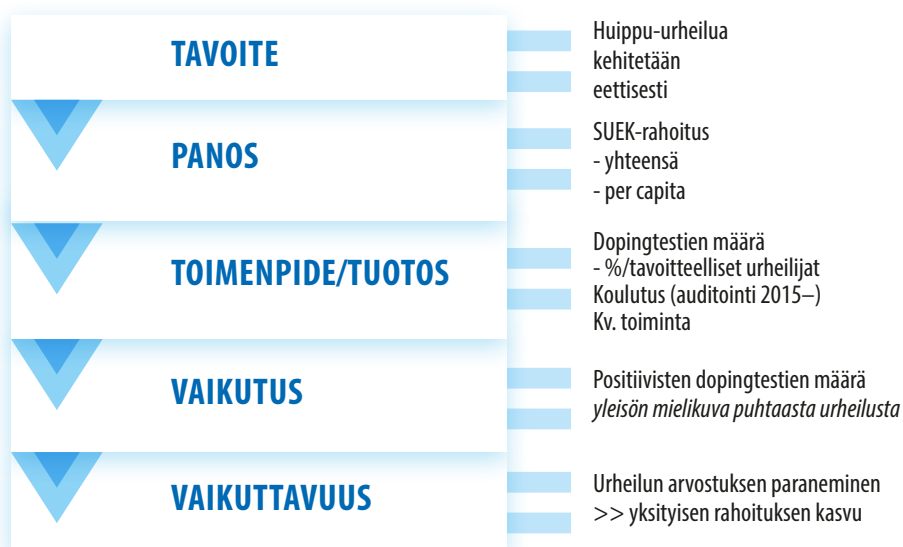 TAVOITE
Huippu-urheilua
kehitetään
eettisesti
PANOS
SUEK-rahoitus
- yhteensä
- per capita
TOIMENPIDE/TUOTOS
Dopingtestien määrä
- %/tavoitteelliset urheilijat
Koulutus (auditointi 2015–)
Kv. toiminta
VAIKUTUS
Positiivisten dopingtestien määrä
yleisön mielikuva puhtaasta urheilusta
VAIKUTTAVUUS
Urheilun arvostuksen paraneminen
>> yksityisen rahoituksen kasvu